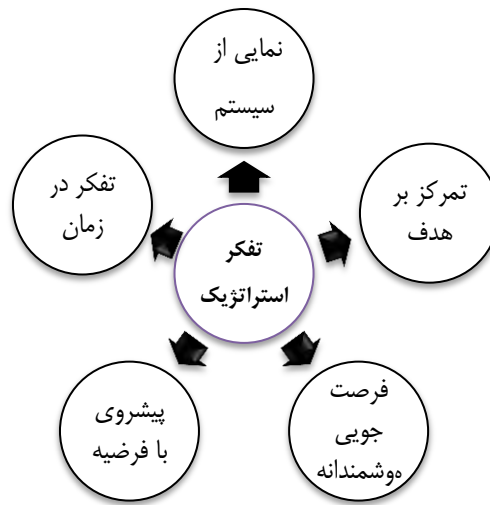 نمایی از
سیستم
تمرکز بر
هدف
تفکر در
زمان
تفکر
استراتژیک
فرصت
جویی
هوشمندانه
پیشروی
با فرضیه